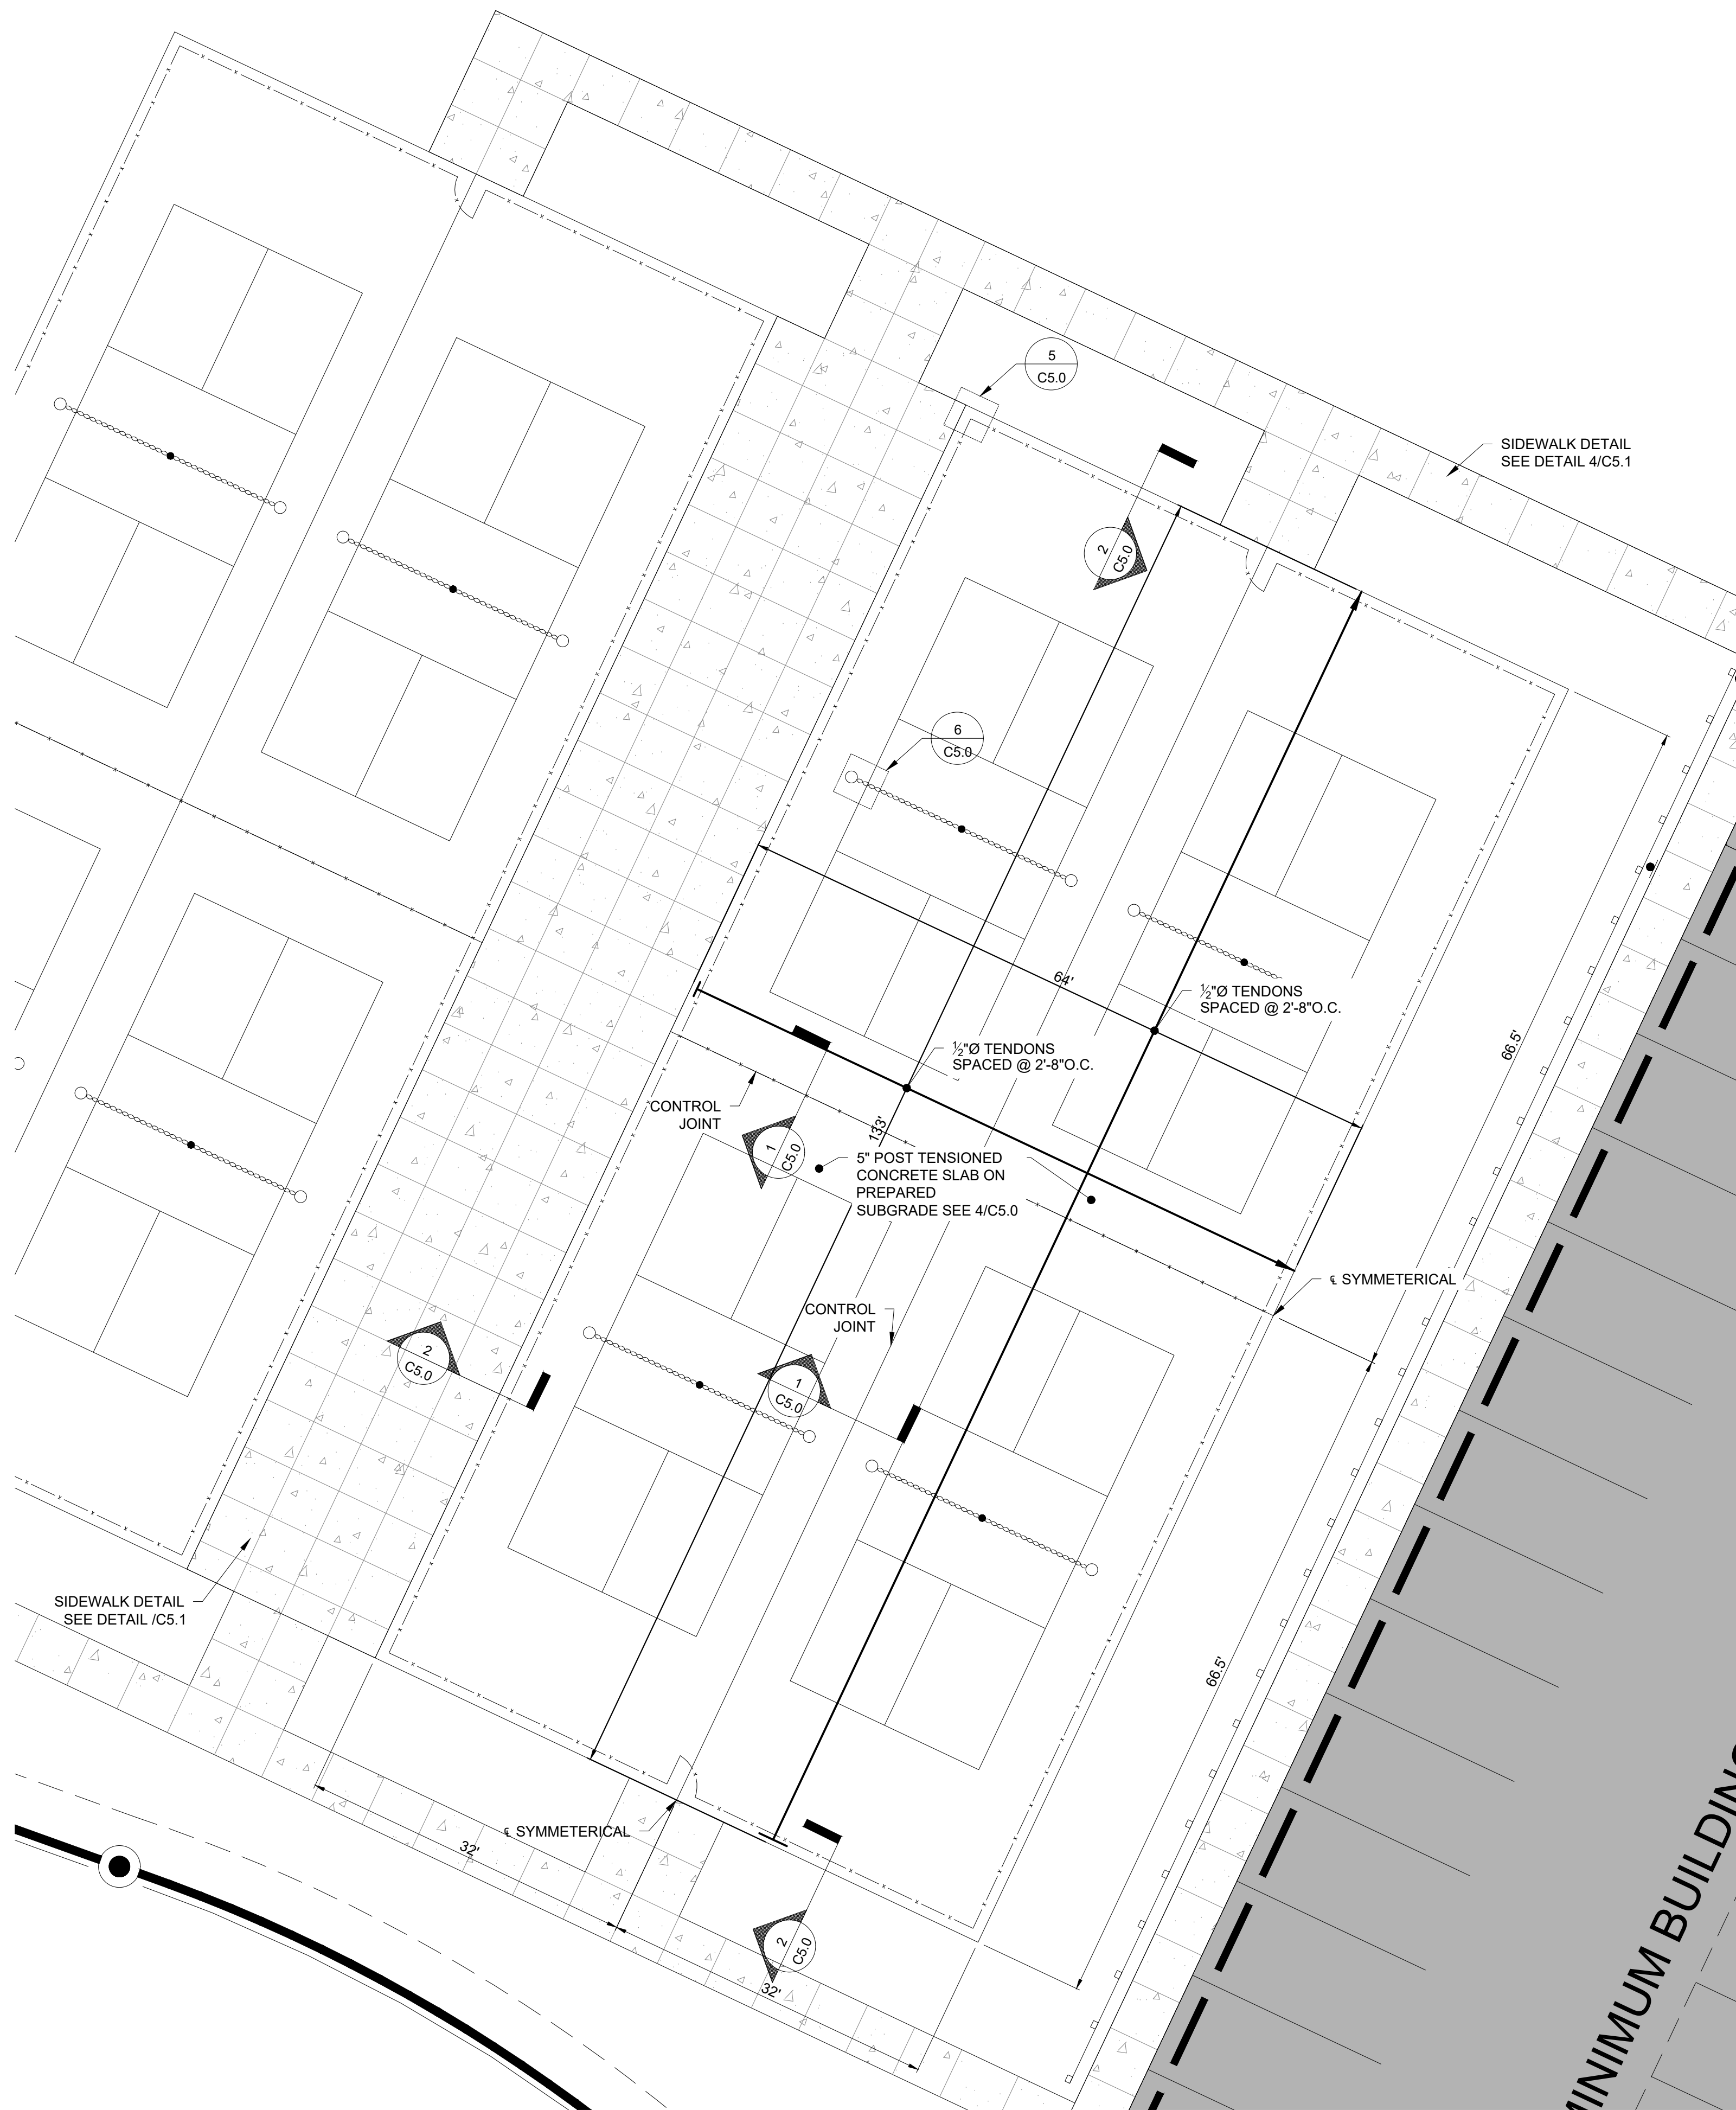 5
C5.0
SIDEWALK DETAIL
SEE DETAIL 4/C5.1
2
C5.0
6
C5.0
64'
½"Ø TENDONS
SPACED @ 2'-8"O.C.
66.5'
½"Ø TENDONS
SPACED @ 2'-8"O.C.
CONTROL
JOINT
133'
1
C5.0
5" POST TENSIONED
CONCRETE SLAB ON
PREPARED
SUBGRADE SEE 4/C5.0
℄ SYMMETERICAL
CONTROL
JOINT
2
C5.0
1
C5.0
SIDEWALK DETAIL
SEE DETAIL /C5.1
66.5'
℄ SYMMETERICAL
32'
2
C5.0
32'
MINIMUM BUILDING